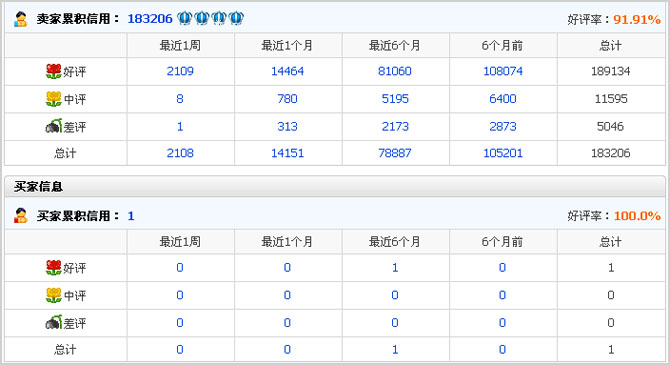 卖家累积信用： 183206 好评率：91.91%
最近1周 最近1个月 最近6个月 6个月前 总计
好评 2109 14464 81060 108074 189134
中评 8 780 5195 6400 11595
差评 1 313 2173 2873 5046
总计 2108 14151 78887 105201 183206
买家信息
买家累积信用： 1 好评率：100.0%
最近1周 最近1个月 最近6个月 6个月前 总计
好评 0 0 1 0 1
中评 0 0 0 0 0
差评 0 0 0 0 0
总计 0 0 1 0 1